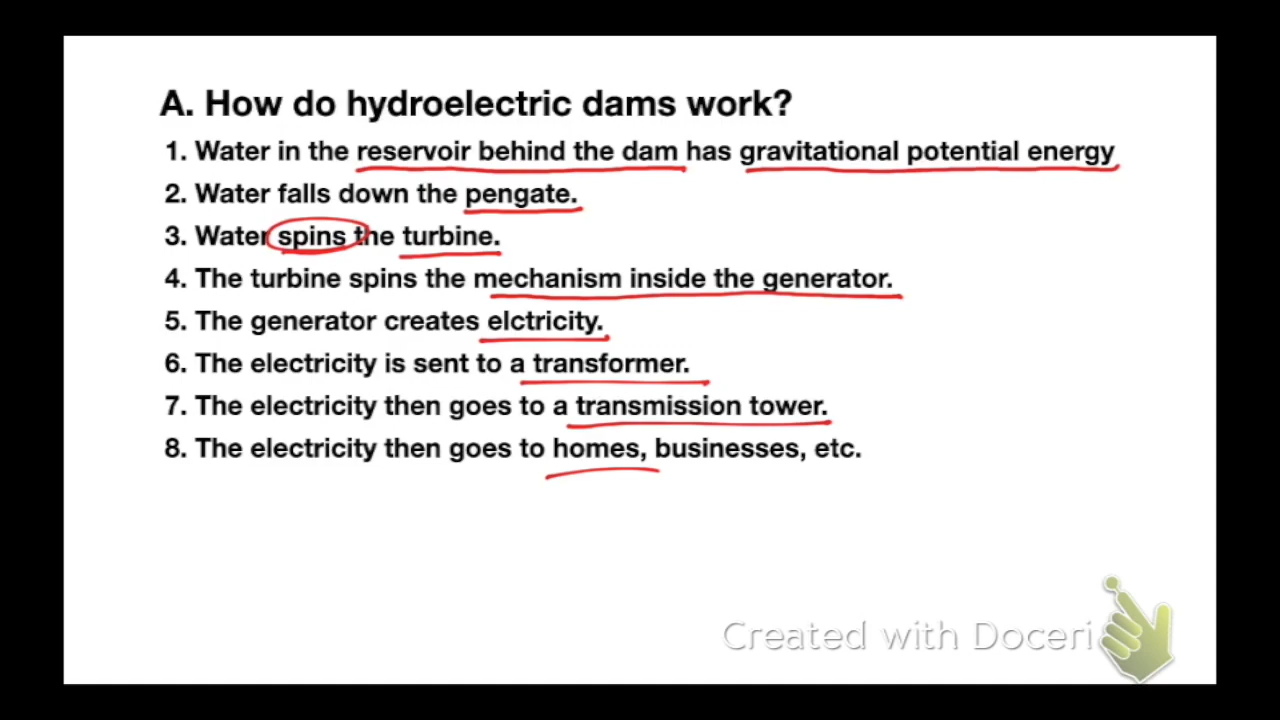 A. How do hydroelectric dams work?
1. Water in the reservoir behind the dam has gravitational potential energy
2. Water falls down the pengate.
3. Water spins the turbine.
4. The turbine spins the mechanism inside the generator.
5. The generator creates elctricity.
6. The electricity is sent to a transformer.
7. The electricity then goes to a transmission tower.
8. The electricity then goes to homes, businesses, etc.
Created with Doceri